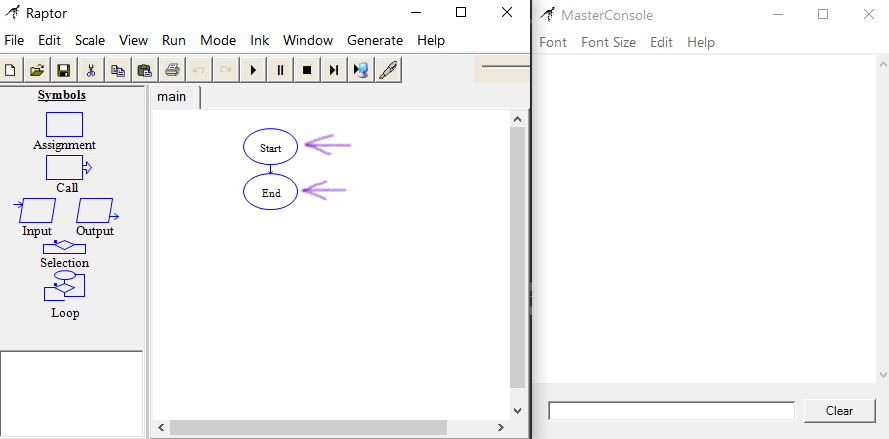 Raptor
File Edit Scale View Run Mode Ink Window Generate Help
Symbols
Assignment
Call
Input Output
Selection
Loop
main
Start
End
MasterConsole
Font Font Size Edit Help
Clear